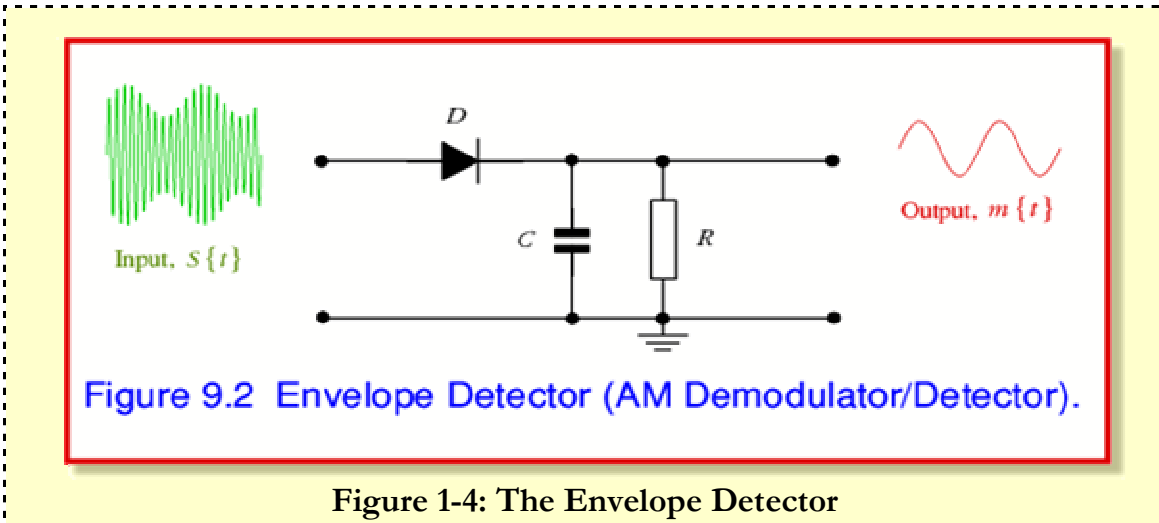 D
C
R
Input, S{t}
Output, m{t}
Figure 9.2 Envelope Detector (AM Demodulator/Detector).
Figure 1-4: The Envelope Detector